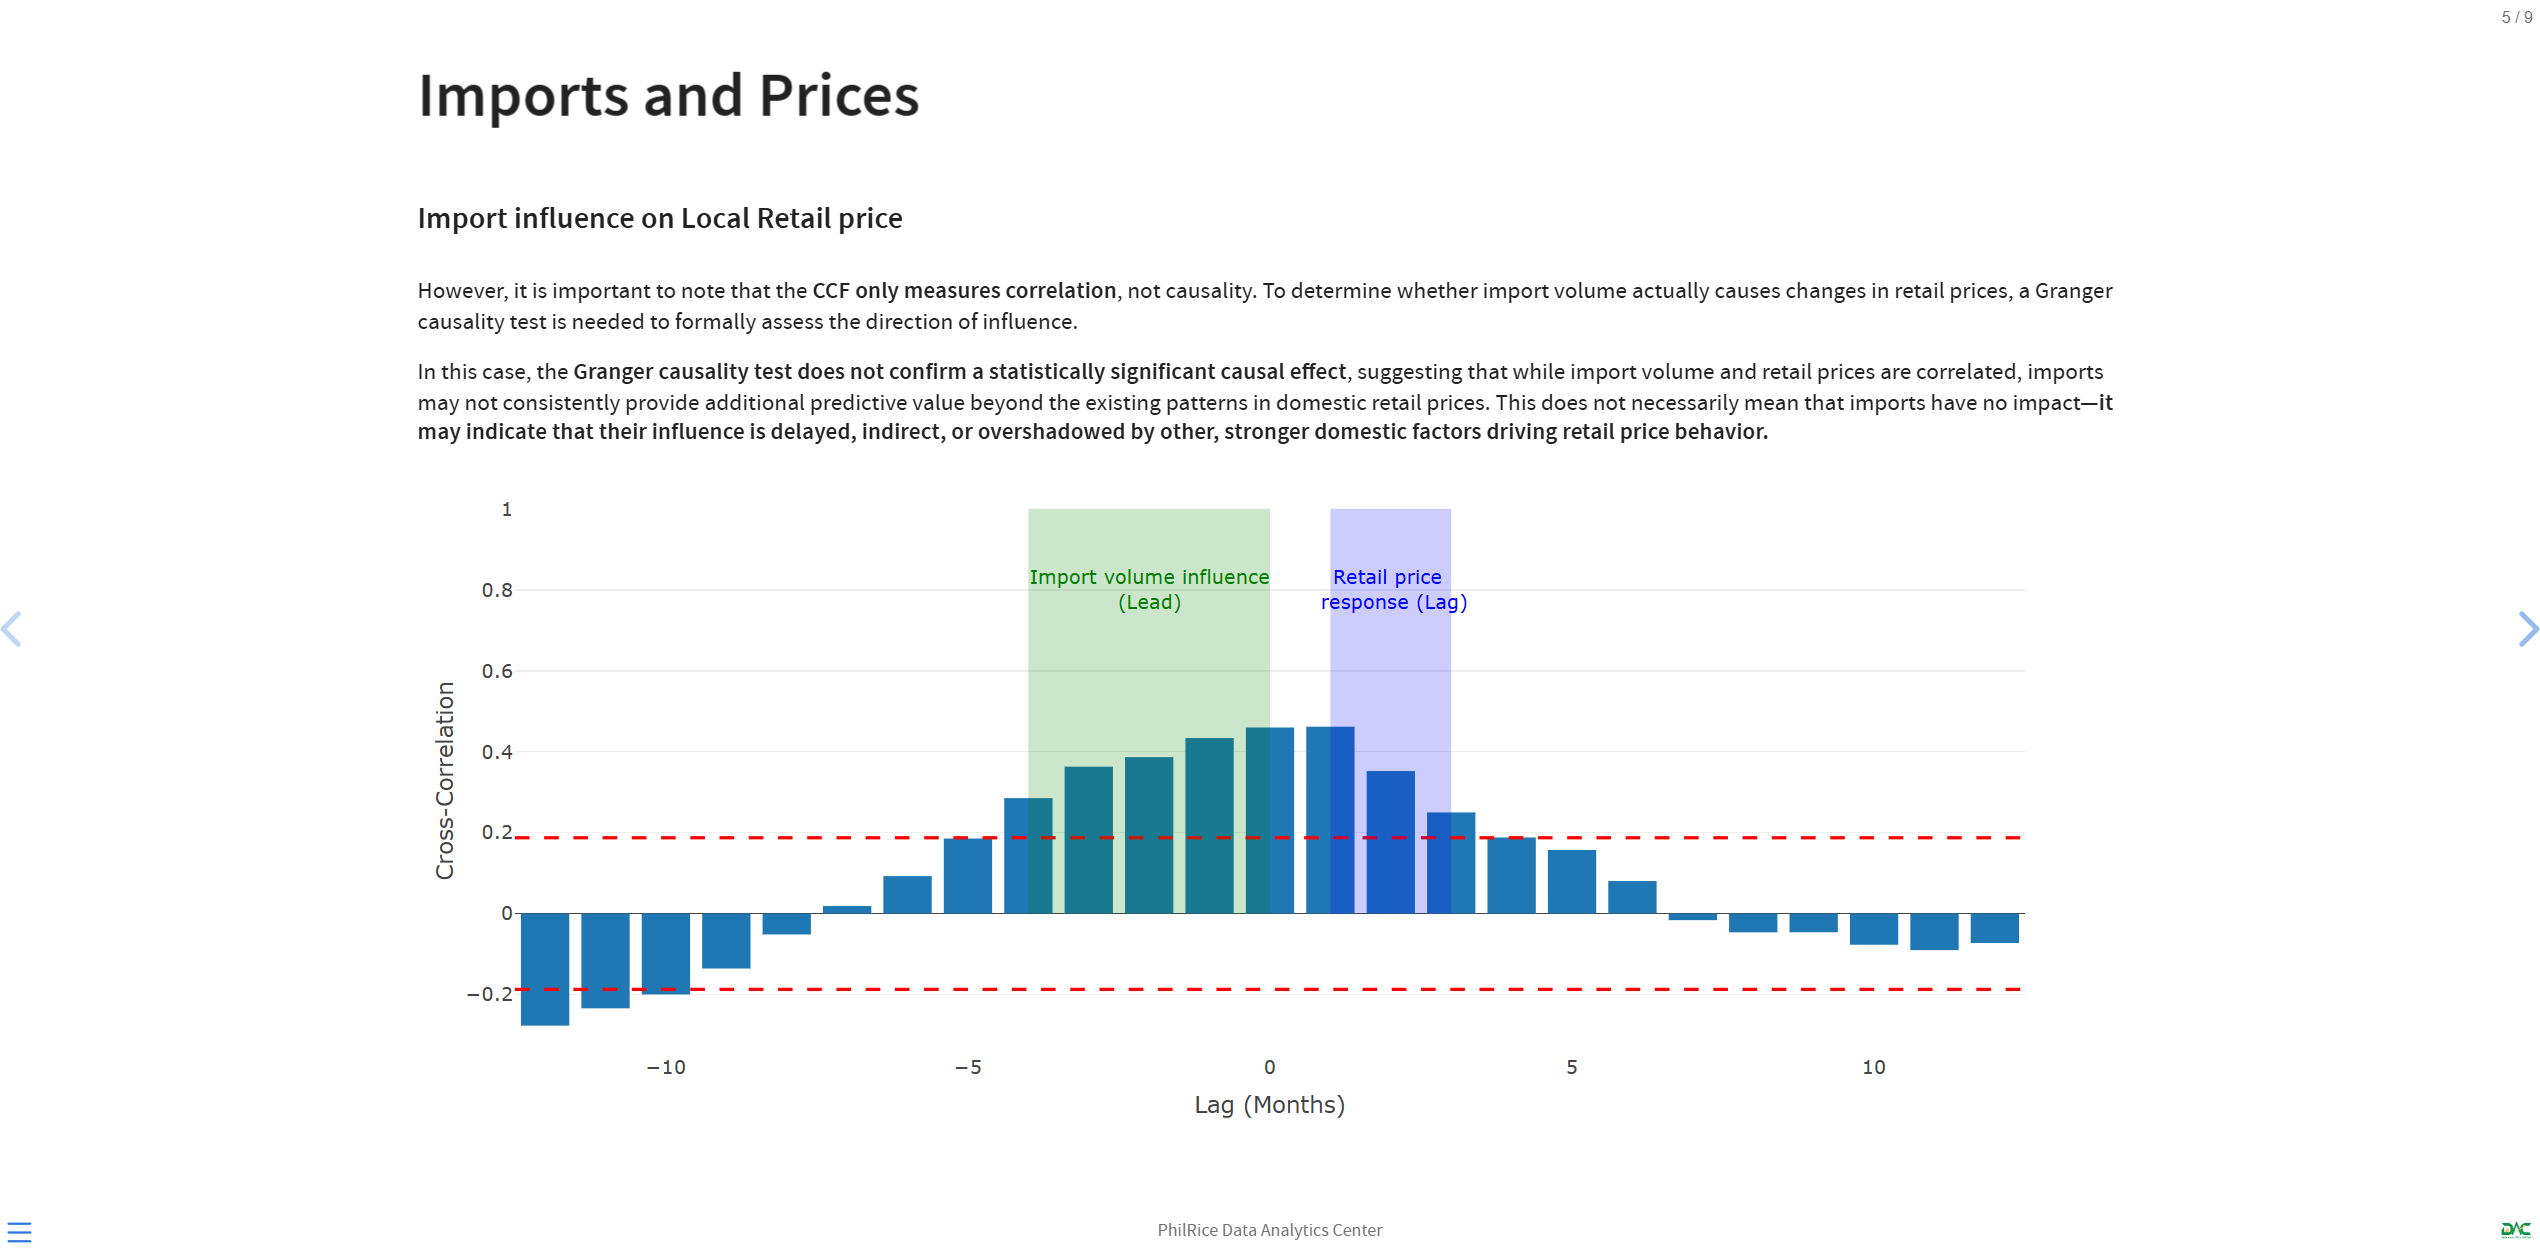 5 / 9
Imports and Prices
Import influence on Local Retail price
However, it is important to note that the CCF only measures correlation, not causality. To determine whether import volume actually causes changes in retail prices, a Granger
causality test is needed to formally assess the direction of influence.
In this case, the Granger causality test does not confirm a statistically significant causal effect, suggesting that while import volume and retail prices are correlated, imports
may not consistently provide additional predictive value beyond the existing patterns in domestic retail prices. This does not necessarily mean that imports have no impact—it
may indicate that their influence is delayed, indirect, or overshadowed by other, stronger domestic factors driving retail price behavior.
1
0.8
0.6
0.4
0.2
0
−0.2
Cross-Correlation
Import volume influence
(Lead)
Retail price
response (Lag)
−10
−5
0
5
10
Lag (Months)
PhilRice Data Analytics Center
DAC